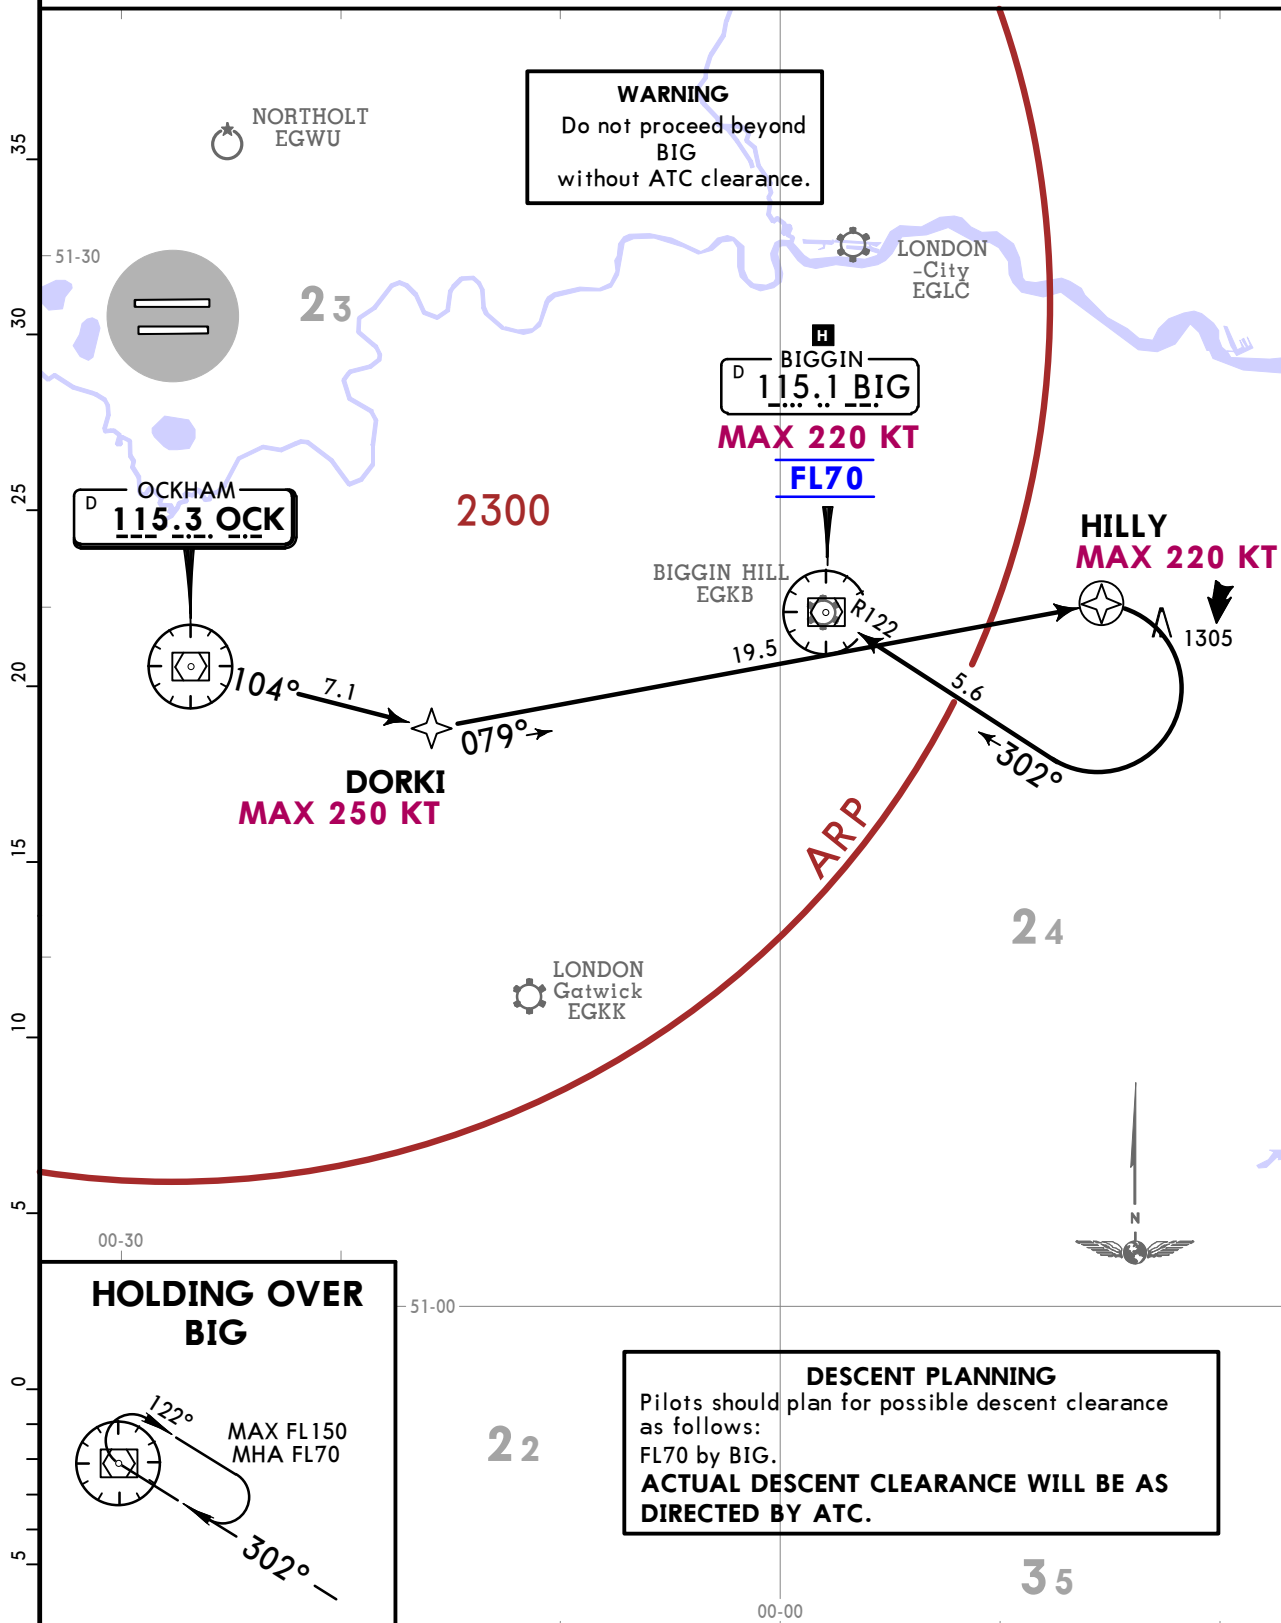 WARNING
Do not proceed beyond
BIG
without ATC clearance.
NORTHOLT
EGWU
35
51-30
LONDON
-City
EGLC
23
30
H
BIGGIN
D 115.1 BIG
MAX 220 KT
FL70
OCKHAM
D 115.3 OCK
25
2300
HILLY
MAX 220 KT
BIGGIN HILL
EGKB
R122
1305
19.5
20
104°
7.1
5.6
079°
302°
DORKI
MAX 250 KT
ARP
15
24
LONDON
Gatwick
EGKK
10
5
N
00-30
HOLDING OVER
BIG
51-00
0
122°
MAX FL150
MHA FL70
302°
5
22
DESCENT PLANNING
Pilots should plan for possible descent clearance
as follows:
FL70 by BIG.
ACTUAL DESCENT CLEARANCE WILL BE AS
DIRECTED BY ATC.
35
00-00